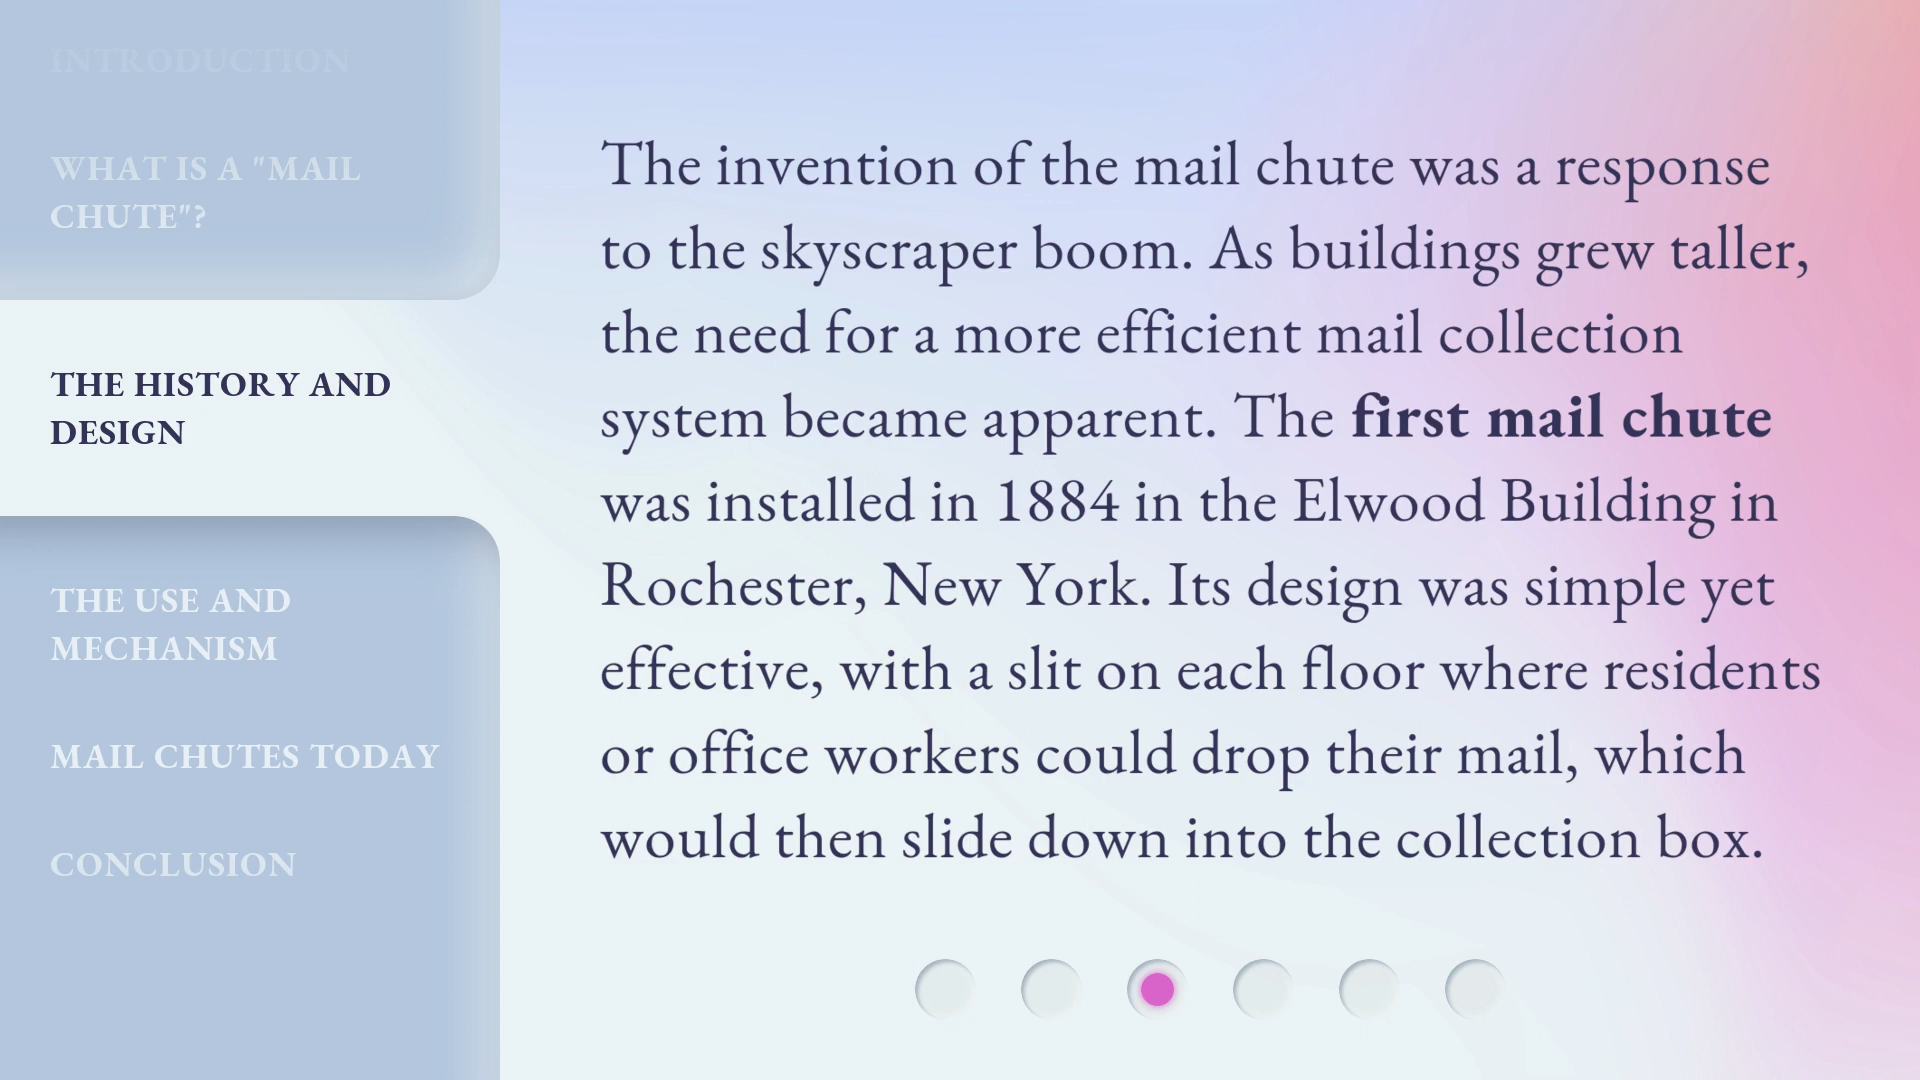 INTRODUCTION
WHAT IS A "MAIL
CHUTE"?
THE HISTORY AND
DESIGN
THE USE AND
MECHANISM
MAIL CHUTES TODAY
CONCLUSION
The invention of the mail chute was a response
to the skyscraper boom. As buildings grew taller,
the need for a more efficient mail collection
system became apparent. The first mail chute
was installed in 1884 in the Elwood Building in
Rochester, New York. Its design was simple yet
effective, with a slit on each floor where residents
or office workers could drop their mail, which
would then slide down into the collection box.